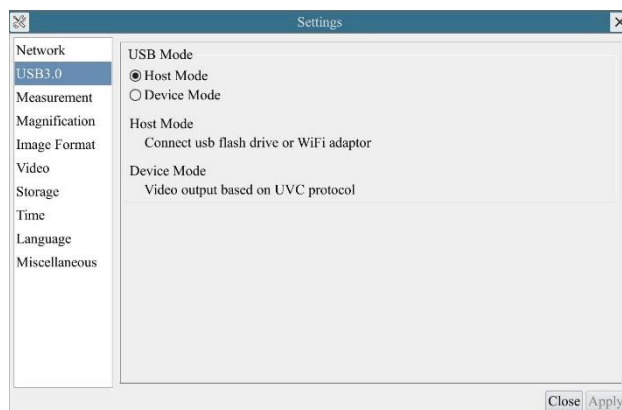 Settings
Network
USB3.0
Measurement
Magnification
Image Format
Video
Storage
Time
Language
Miscellaneous
USB Mode
Host Mode
Device Mode
Host Mode
Connect usb flash drive or WiFi adaptor
Device Mode
Video output based on UVC protocol
Close Apply